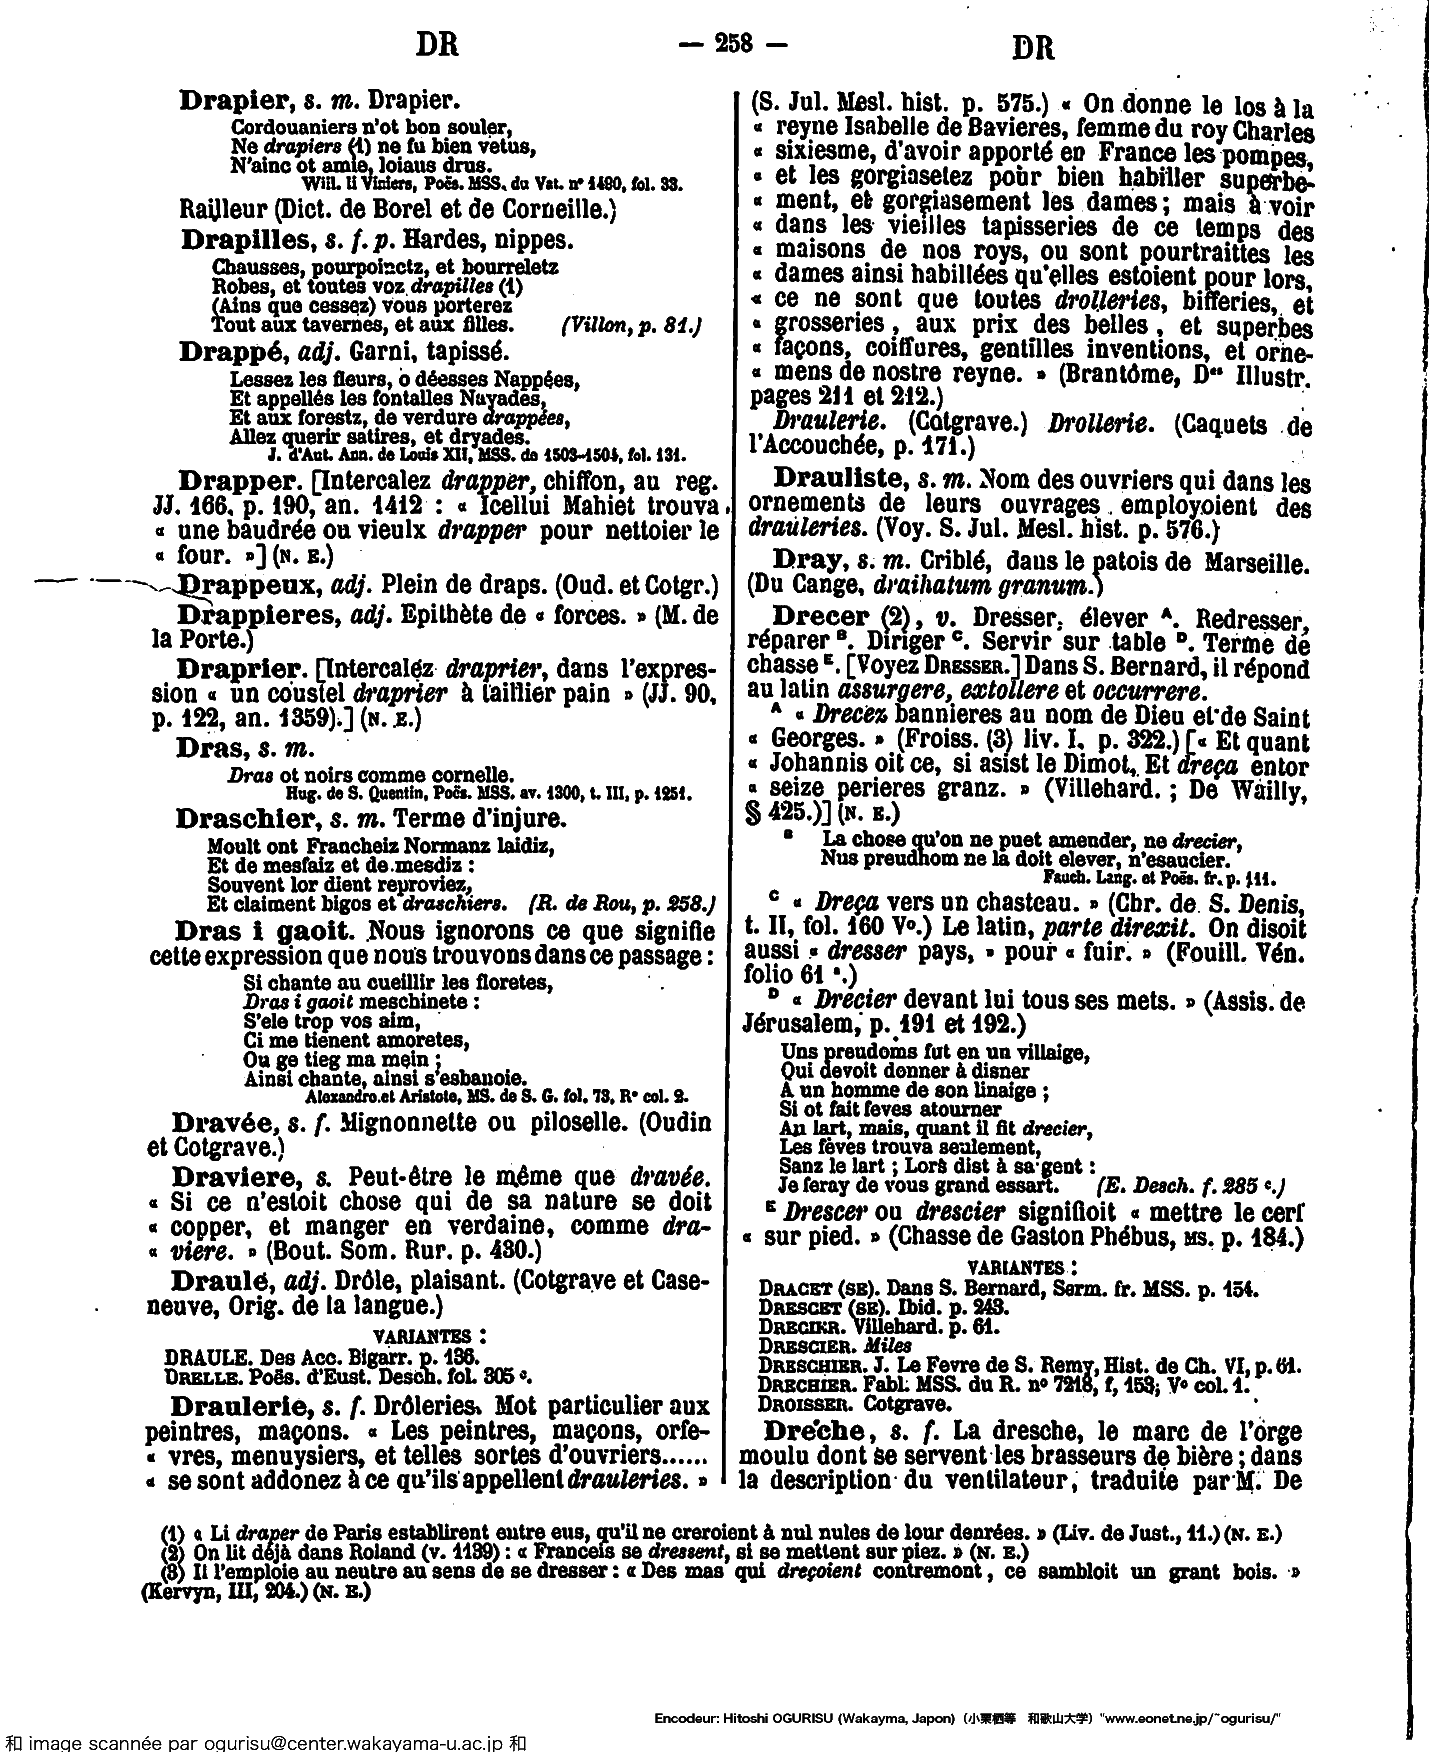 DR — 258 — DR
Drapier, s. m. Drapier.
Cordouaniers n'ot bon souler,
Ne drapiers (1) ne fu bien vetus,
N'ainc ot amie, loiaus drus.
Will. li Viniers, Poës. MSS. du Vat. n° 1490, fol. 33.
Railleur (Dict. de Borel et de Corneille.)
Drapilles, s. f. p. Hardes, nippes.
Chausses, pourpoinctz, et bourreletz
Robes, et toutes voz drapilles (1)
(Ains que cessez) vous porterez
Tout aux tavernes, et aux filles. (Villon, p. 81.)
Drappé, adj. Garni, tapissé.
Lessez les fleurs, o déesses Nappées,
Et appellés les fontalles Nayades,
Et aux forestz, de verdure drappées,
Allez querir satires, et dryades.
J. d'Aut. Ann. de Louis XII, MSS. de 1503-1504, fol. 131.
Drapper. [Intercalez drapper, chiffon, au reg.
JJ. 166, p. 190, an. 1412 : « Icellui Mahiet trouva
« une baudrée ou vieulx drapper pour nettoier le
« four. »] (N. E.)
Drappeux, adj. Plein de draps. (Oud. et Cotgr.)
Drappieres, adj. Epithète de « forces. » (M. de
la Porte.)
Draprier. [Intercalez draprier, dans l'expres-
sion « un coustel draprier à taillier pain » (JJ. 90,
p. 122, an. 1359).] (N. E.)
Dras, s. m.
Dras ot noirs comme cornelle.
Hug. de S. Quentin, Poës. MSS. av. 1300, t. III, p. 1251.
Draschier, s. m. Terme d'injure.
Moult ont Francheiz Normanz laidiz,
Et de mesfaiz et de mesdiz :
Souvent lor dient reproviez,
Et claiment bigos et draschiers. (R. de Rou, p. 258.)
Dras i gaoit. Nous ignorons ce que signifie
cette expression que nous trouvons dans ce passage :
Si chante au cueillir les floretes,
Dras i gaoit meschinete :
S'ele trop vos aim,
Ci me tienent amoretes,
Ou ge tieg ma mein ;
Ainsi chante, ainsi s'esbanoie.
Alexandre et Aristote, MS. de S. G. fol. 73, R° col. 2.
Dravée, s. f. Mignonnette ou piloselle. (Oudin
et Cotgrave.)
Draviere, s. Peut-être le même que dravée.
« Si ce n'estoit chose qui de sa nature se doit
« copper, et manger en verdaine, comme dra-
« viere. » (Bout. Som. Rur. p. 430.)
Draulé, adj. Drôle, plaisant. (Cotgrave et Case-
neuve, Orig. de la langue.)
VARIANTES :
DRAULE. Des Acc. Bigarr. p. 136.
DRELLE. Poës. d'Eust. Desch. fol. 305 c.
Draulerie, s. f. Drôleries. Mot particulier aux
peintres, maçons. « Les peintres, maçons, orfe-
« vres, menuysiers, et telles sortes d'ouvriers......
« se sont addonez à ce qu'ils appellent drauleries. »
(S. Jul. Mesl. hist. p. 575.) « On donne le los à la
« reyne Isabelle de Bavieres, femme du roy Charles
« sixiesme, d'avoir apporté en France les pompes,
« et les gorgiasetez pour bien habiller superbe-
« ment, et gorgiasement les dames ; mais à voir
« dans les vieilles tapisseries de ce temps des
« maisons de nos roys, ou sont pourtraittes les
« dames ainsi habillées qu'elles estoient pour lors,
« ce ne sont que toutes drolleries, bifferies, et
« grosseries, aux prix des belles, et superbes
« façons, coiffures, gentilles inventions, et orne-
« mens de nostre reyne. » (Brantôme, Des Illustr.
pages 211 et 212.)
Draulerie. (Cotgrave.) Drollerie. (Caquets de
l'Accouchée, p. 171.)
Drauliste, s. m. Nom des ouvriers qui dans les
ornements de leurs ouvrages employoient des
drauleries. (Voy. S. Jul. Mesl. hist. p. 576.)
Dray, s. m. Criblé, dans le patois de Marseille.
(Du Cange, draihatum granum.)
Drecer (2), v. Dresser, élever A. Redresser,
réparer B. Diriger C. Servir sur table D. Terme de
chasse E. [Voyez DRESSER.] Dans S. Bernard, il répond
au latin assurgere, extollere et occurrere.
A « Drecez bannieres au nom de Dieu et de Saint
« Georges. » (Froiss. (3) liv. I, p. 322.) [« Et quant
« Johannis oit ce, si asist le Dimot, Et dreça entor
« seize perieres granz. » (Villehard. ; De Wailly,
§ 425.)] (N. E.)
B La chose qu'on ne puet amender, ne drecier,
Nus preudhom ne la doit elever, n'esaucier.
Fauch. Lang. et Poës. fr. p. 111.
C « Dreça vers un chasteau. » (Chr. de S. Denis,
t. II, fol. 160 V°.) Le latin, parte direxit. On disoit
aussi « dresser pays, » pour « fuir. » (Fouill. Vén.
folio 61 a.)
D « Drecier devant lui tous ses mets. » (Assis. de
Jérusalem, p. 191 et 192.)
Uns preudoms fut en un villaige,
Qui devoit donner à disner
A un homme de son linaige ;
Si ot fait feves atourner
Au lart, mais, quant il fit drecier,
Les fèves trouva seulement,
Sanz le lart ; Lors dist à sa gent :
Je feray de vous grand essart. (E. Desch. f. 285 c.)
E Drescer ou drescier signifioit « mettre le cerf
« sur pied. » (Chasse de Gaston Phébus, MS. p. 184.)
VARIANTES :
DRACET (SE). Dans S. Bernard, Serm. fr. MSS. p. 154.
DRESCET (SE). Ibid. p. 243.
DRECIER. Villehard. p. 61.
DRESCIER. Miles
DRESCHIER. J. Le Fevre de S. Remy, Hist. de Ch. VI, p. 61.
DRECHIER. Fabl. MSS. du R. n° 7218, f. 153, V° col. 1.
DROISSER. Cotgrave.
Drèche, s. f. La dresche, le marc de l'orge
moulu dont se servent les brasseurs de bière ; dans
la description du ventilateur, traduite par M. De
(1) « Li draper de Paris establirent entre eus, qu'il ne creroient à nul nules de lour denrées. » (Liv. de Just., 11.) (N. E.)
(2) On lit déjà dans Roland (v. 1139) : « Franceis se dressent, si se mettent sur piez. » (N. E.)
(3) Il l'emploie au neutre au sens de se dresser : « Des mas qui dreçoient contremont, ce sambloit un grant bois. »
(Kervyn, III, 204.) (N. E.)
Encodeur: Hitoshi OGURISU (Wakayma, Japon) (小栗栖等 和歌山大学) "www.eonet.ne.jp/~ogurisu/"
和 image scannée par ogurisu@center.wakayama-u.ac.jp 和